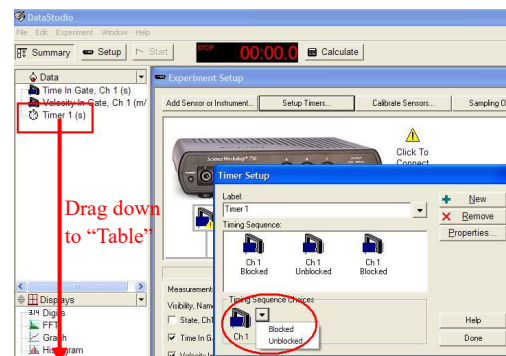 DataStudio
File Edit Experiment Window Help
Summary Setup Start STOP 00:00.0 Calculate
Data
Time In Gate, Ch 1 (s)
Velocity In Gate, Ch 1 (m/
Timer 1 (s)
Drag down
to “Table”
Displays
3.14 Digits
FFT
Graph
Histogram
Experiment Setup
Add Sensor or Instrument... Setup Timers... Calibrate Sensors... Sampling O
ScienceWorkshop 750
Click To
Connect
Timer Setup
Label:
Timer 1
New
Remove
Properties...
Timing Sequence:
Ch 1 Ch 1 Ch 1
Blocked Unblocked Blocked
Measurement
Visibility, Nam
State, Ch
Time In G
Velocity In
Timing Sequence Choices
Ch 1
Blocked
Unblocked
Help
Done